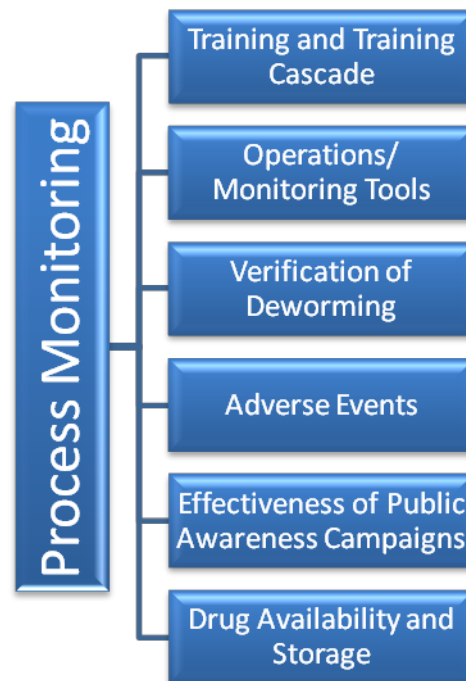 Process Monitoring
Training and Training
Cascade
Operations/
Monitoring Tools
Verification of
Deworming
Adverse Events
Effectiveness of Public
Awareness Campaigns
Drug Availability and
Storage